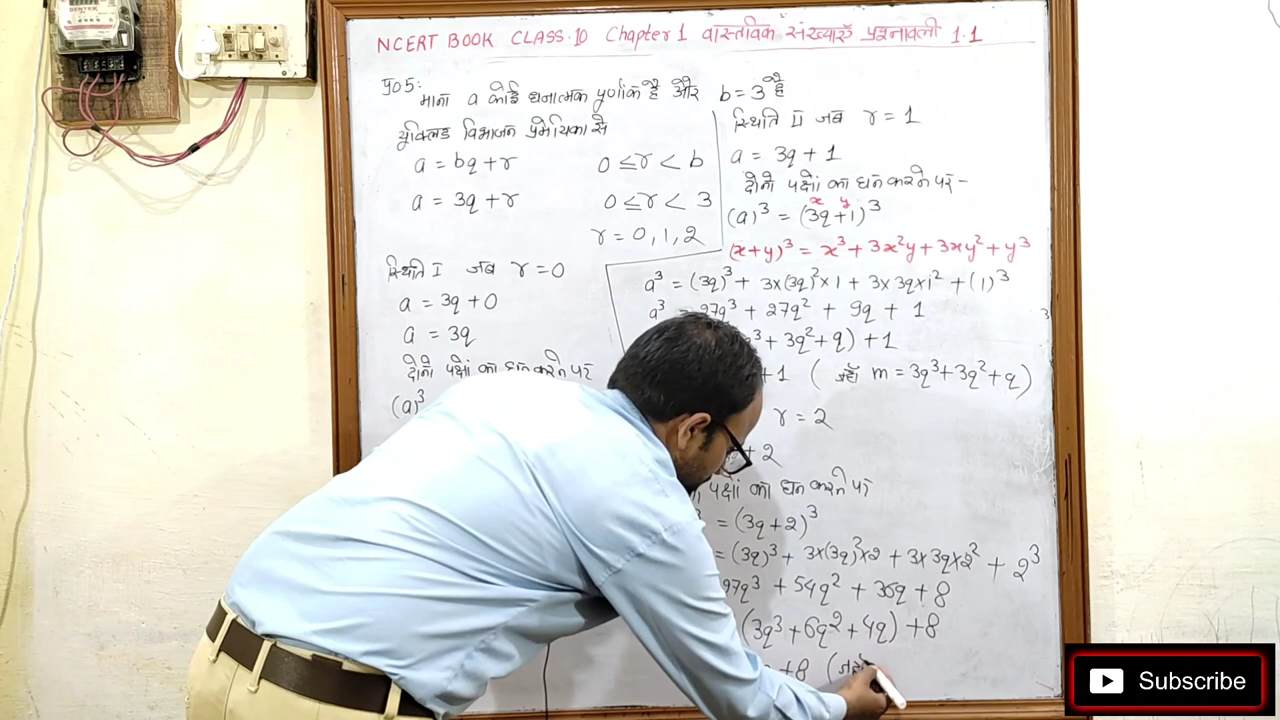 NCERT BOOK CLASS.10 Chapter 1 वास्तविक संख्याएँ प्रश्नावली 1.1
प्र05:
माना a कोई धनात्मक पूर्णांक है और b = 3 है
यूक्लिड विभाजन प्रमेयिका से
a = bq + r 0 ≤ r < b
a = 3q + r 0 ≤ r < 3
r = 0, 1, 2
स्थिति I जब r = 0
a = 3q + 0
a = 3q
दोनो पक्षों का घन करने पर
(a)³
स्थिति II जब r = 1
a = 3q + 1
दोनो पक्षों का घन करने पर -
x y
(a)³ = (3q + 1)³
(x + y)³ = x³ + 3x²y + 3xy² + y³
a³ = (3q)³ + 3x(3q)²x1 + 3x3qx1² + (1)³
a³ = 27q³ + 27q² + 9q + 1
³ + 3q² + q) + 1
+ 1 ( जहाँ m = 3q³ + 3q² + q)
r = 2
+ 2
पक्षों का घन करने पर
= (3q + 2)³
= (3q)³ + 3x(3q)²x2 + 3x3qx2² + 2³
27q³ + 54q² + 36q + 8
(3q³ + 6q² + 4q) + 8
+ 8 (जहाँ
SENTEK
Subscribe